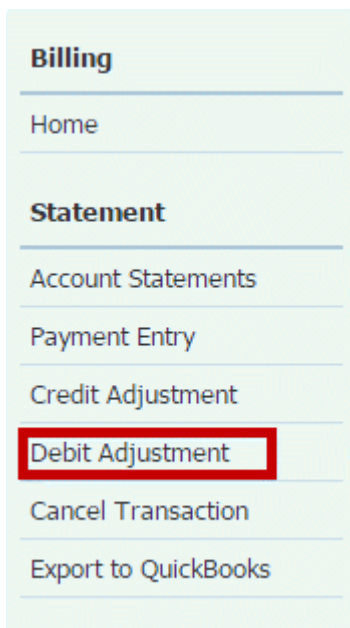 Billing
Home
Statement
Account Statements
Payment Entry
Credit Adjustment
Debit Adjustment
Cancel Transaction
Export to QuickBooks